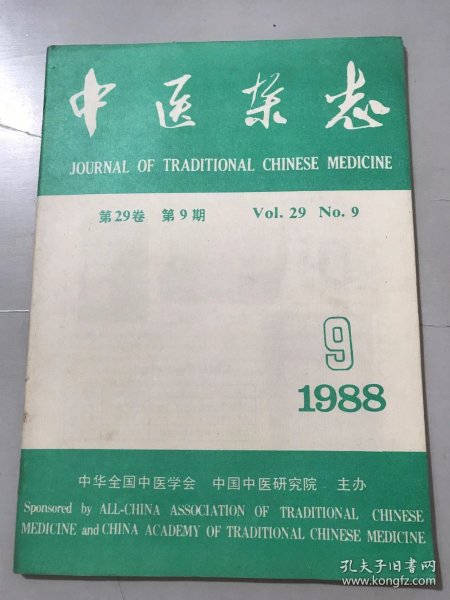 中医杂志
JOURNAL OF TRADITIONAL CHINESE MEDICINE
第29卷 第9期 Vol. 29 No. 9
9
1988
中华全国中医学会 中国中医研究院 主办
Sponsored by ALL-CHINA ASSOCIATION OF TRADITIONAL CHINESE
MEDICINE and CHINA ACADEMY OF TRADITIONAL CHINESE MEDICINE
孔夫子旧书网
www.kongfz.com